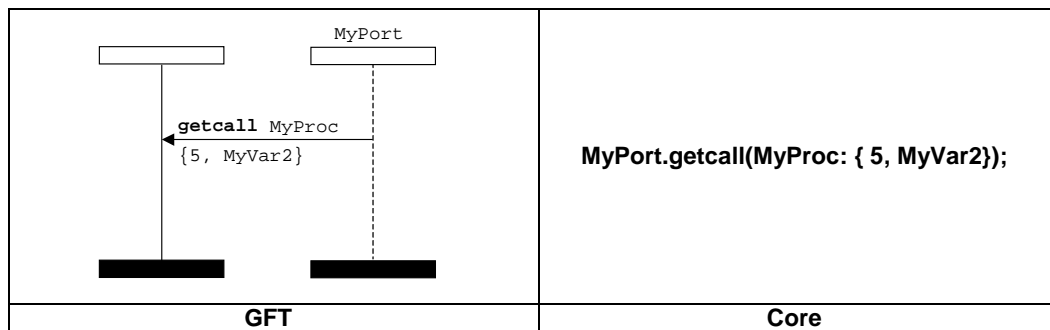 MyPort
getcall MyProc
{5, MyVar2}
MyPort.getcall(MyProc: { 5, MyVar2});
GFT
Core